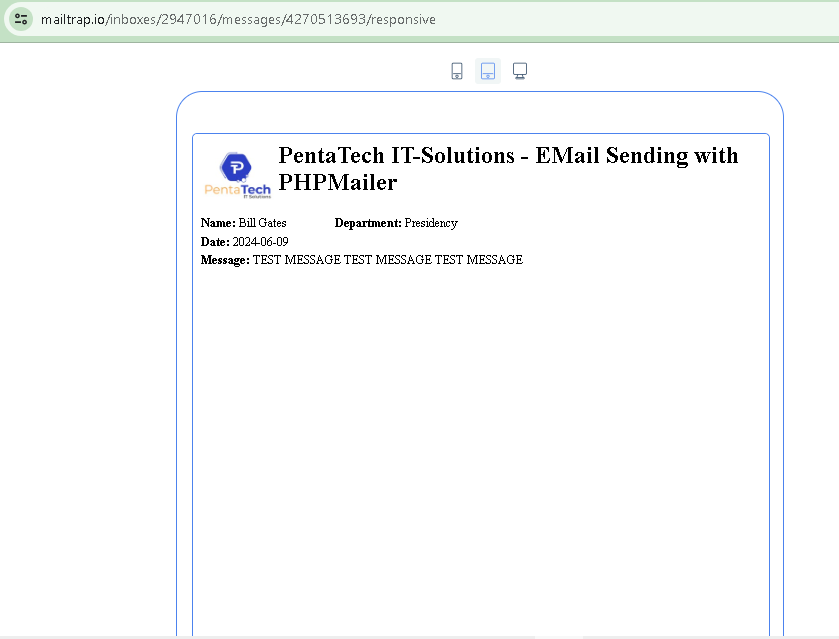 mailtrap.io/inboxes/2947016/messages/4270513693/responsive
PentaTech IT-Solutions - EMail Sending with
PHPMailer
P
PentaTech
IT Solutions
Name: Bill Gates Department: Presidency
Date: 2024-06-09
Message: TEST MESSAGE TEST MESSAGE TEST MESSAGE